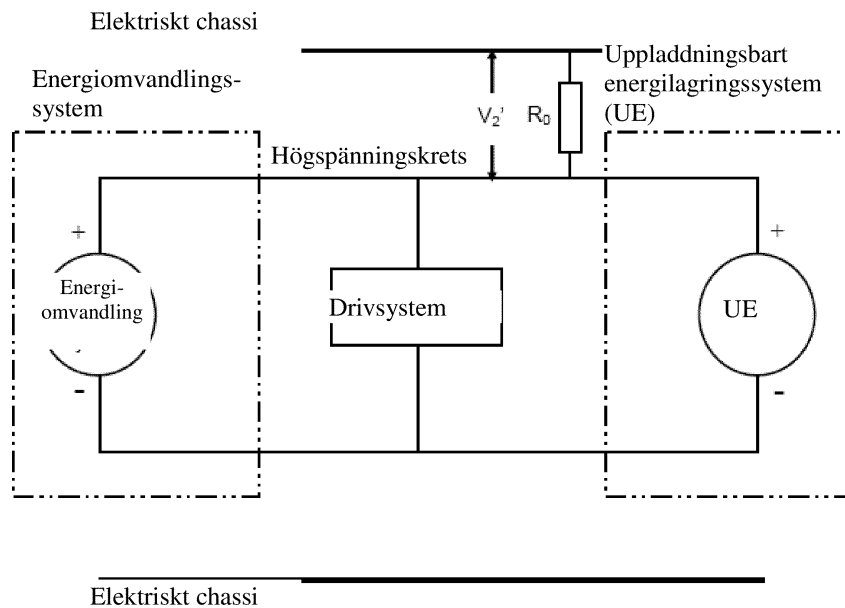 Elektriskt chassi
Energiomvandlings-
system
Uppladdningsbart
energilagringssystem
(UE)
V2’
R0
Högspänningskrets
+
+
Energi-
omvandling
Drivsystem
UE
-
-
Elektriskt chassi